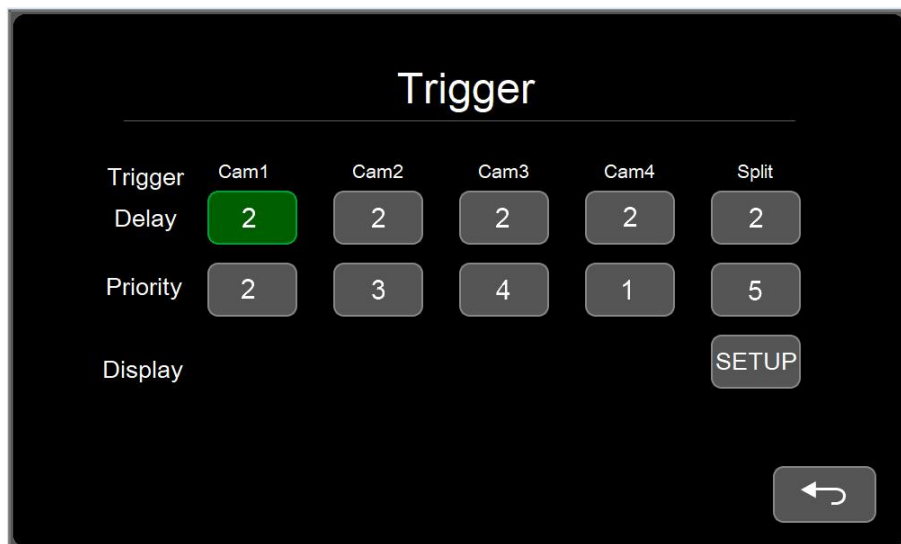 Trigger
Trigger Cam1 Cam2 Cam3 Cam4 Split
Delay 2 2 2 2 2
Priority 2 3 4 1 5
Display SETUP